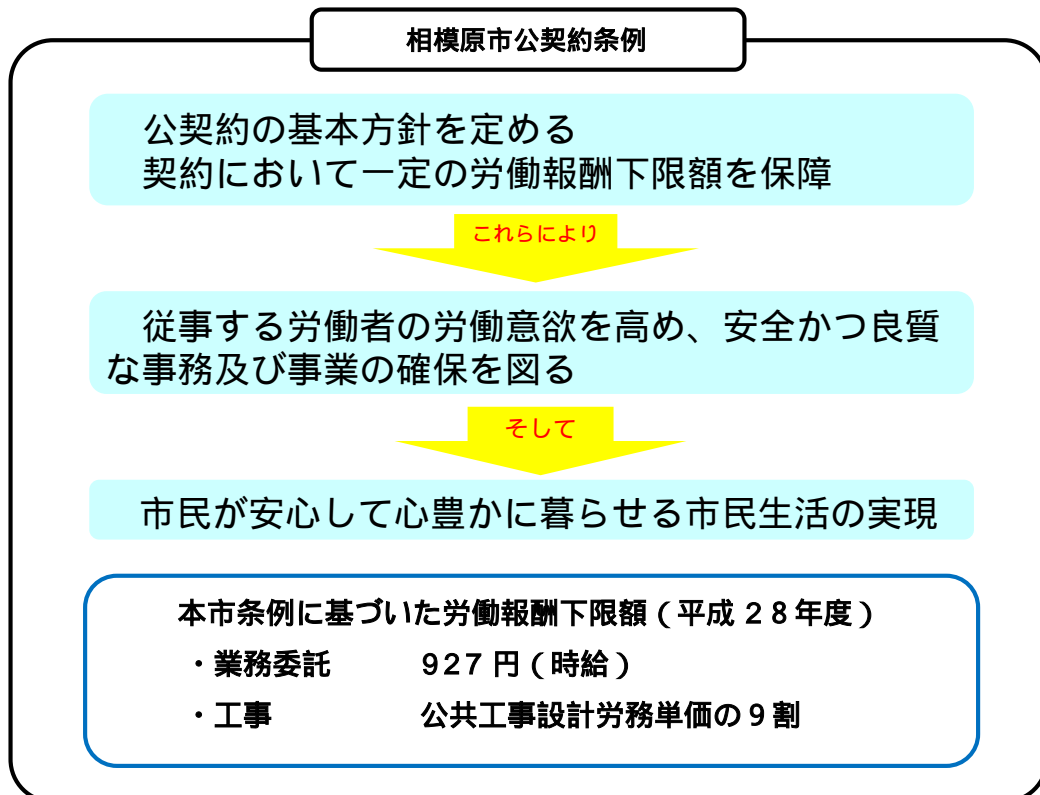 相模原市公契約条例
公契約の基本方針を定める
契約において一定の労働報酬下限額を保障
これらにより
従事する労働者の労働意欲を高め、安全かつ良質
な事務及び事業の確保を図る
そして
市民が安心して心豊かに暮らせる市民生活の実現
本市条例に基づいた労働報酬下限額（平成２８年度）
・業務委託　　　９２７円（時給）
・工事　　　　　公共工事設計労務単価の９割